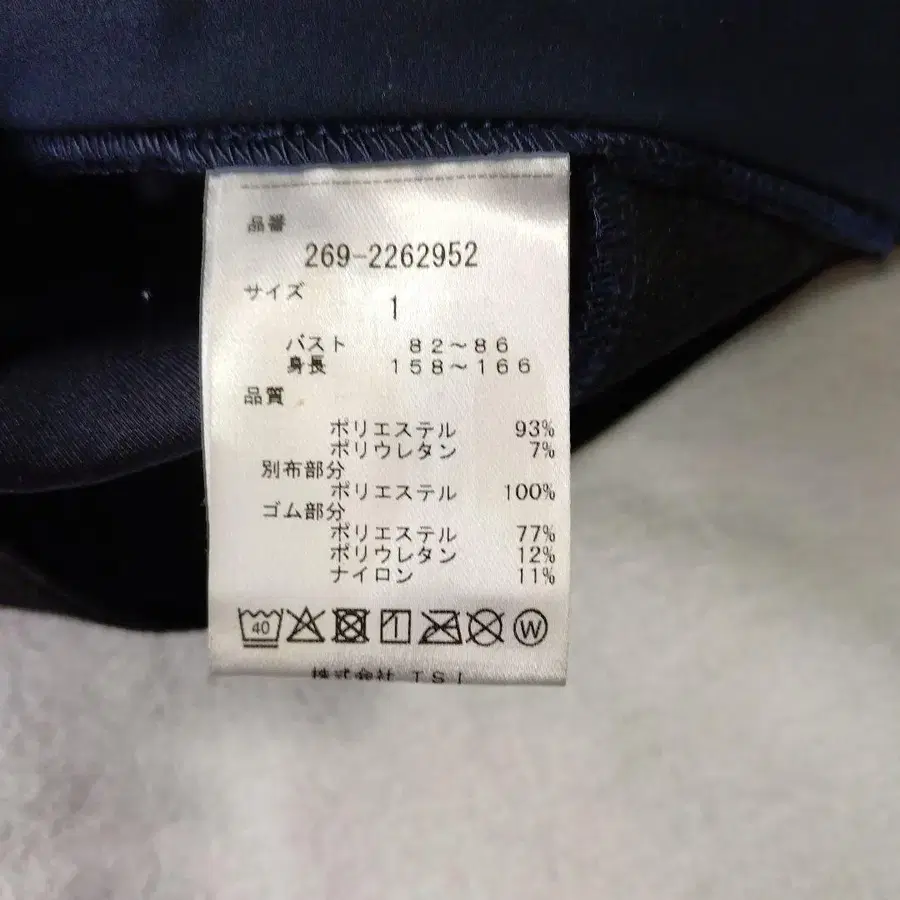 品番
269-2262952
サイズ
1
バスト 82～86
身長 158～166
品質
ポリエステル 93%
ポリウレタン 7%
別布部分
ポリエステル 100%
ゴム部分
ポリエステル 77%
ポリウレタン 12%
ナイロン 11%
40 W
株式会社 TSI